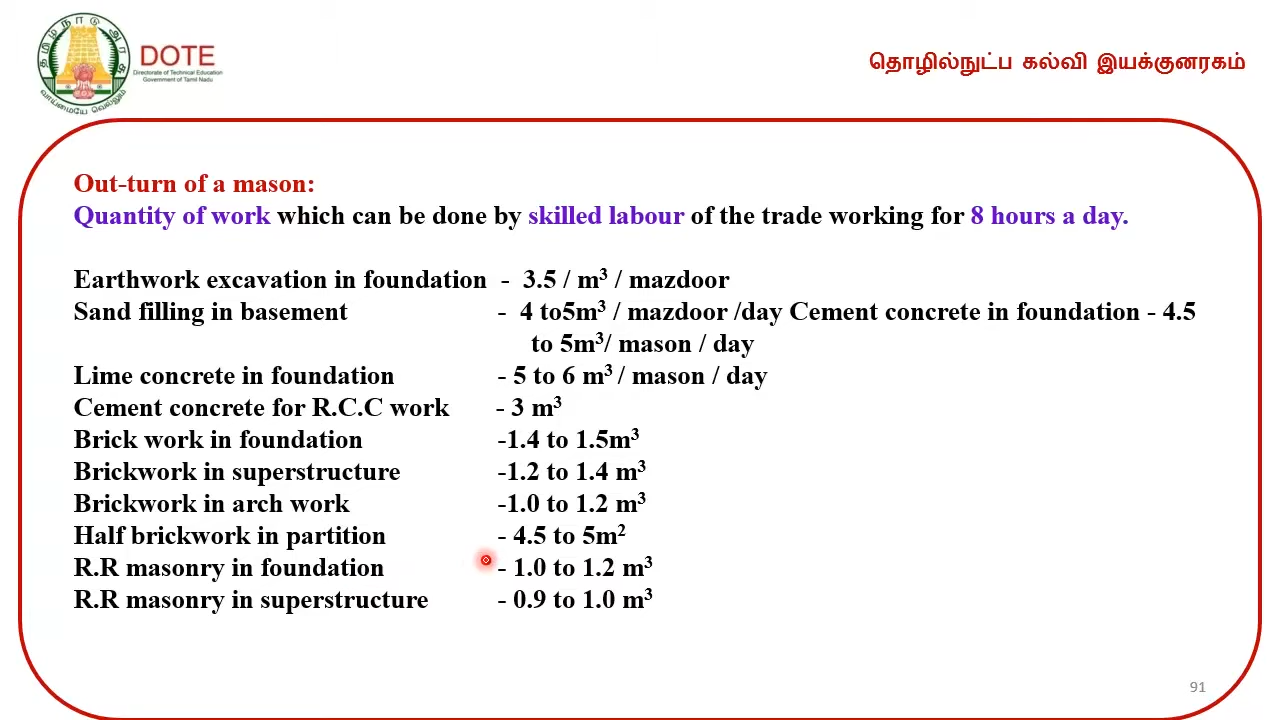 தமிழ்நாடு அரசு
வாய்மையே வெல்லும்
DOTE
Directorate of Technical Education
Government of Tamil Nadu
தொழில்நுட்ப கல்வி இயக்குனரகம்
Out-turn of a mason:
Quantity of work which can be done by skilled labour of the trade working for 8 hours a day.
Earthwork excavation in foundation - 3.5 / m³ / mazdoor
Sand filling in basement - 4 to5m³ / mazdoor /day Cement concrete in foundation - 4.5
to 5m³/ mason / day
Lime concrete in foundation - 5 to 6 m³ / mason / day
Cement concrete for R.C.C work - 3 m³
Brick work in foundation -1.4 to 1.5m³
Brickwork in superstructure -1.2 to 1.4 m³
Brickwork in arch work -1.0 to 1.2 m³
Half brickwork in partition - 4.5 to 5m²
R.R masonry in foundation - 1.0 to 1.2 m³
R.R masonry in superstructure - 0.9 to 1.0 m³
91